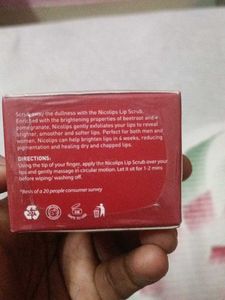 Scrub away the dullness with the Nicolips Lip Scrub.
Enriched with the brightening properties of beetroot and
pomegranate, Nicolips gently exfoliates your lips to reveal
brighter, smoother and softer lips. Perfect for both men and
women, Nicolips can help brighten lips in 4 weeks, reducing
pigmentation and healing dry and chapped lips.
DIRECTIONS:
Using the tip of your finger, apply the Nicolips Lip Scrub over your
lips and gently massage in circular motion. Let it sit for 1-2 mins
before wiping/ washing off.
of a 20 people consumer survey